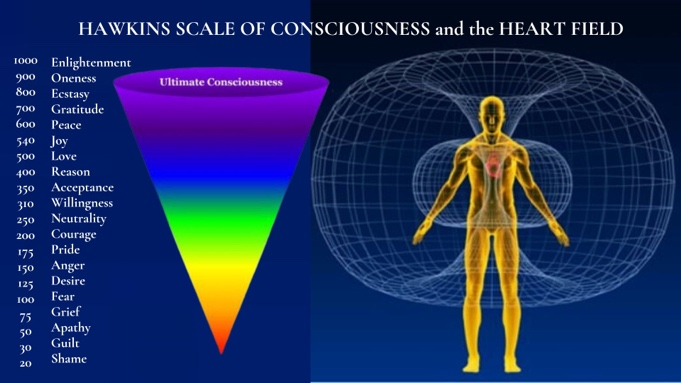 HAWKINS SCALE OF CONSCIOUSNESS and the HEART FIELD
1000 Enlightenment
900 Oneness
800 Ecstasy
700 Gratitude
600 Peace
540 Joy
500 Love
400 Reason
350 Acceptance
310 Willingness
250 Neutrality
200 Courage
175 Pride
150 Anger
125 Desire
100 Fear
75 Grief
50 Apathy
30 Guilt
20 Shame
Ultimate Consciousness